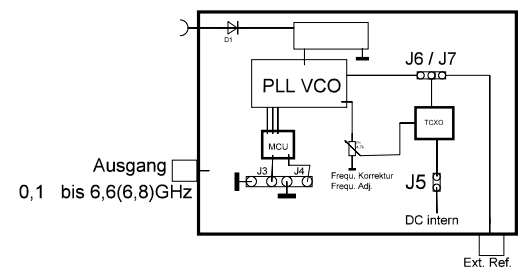 D1
J6 / J7
PLL VCO
TCXO
MCU
J3
J4
Frequ. Korrektur
Frequ. Adj.
J5
DC intern
Ausgang
0,1 bis 6,6(6,8)GHz
Ext. Ref.